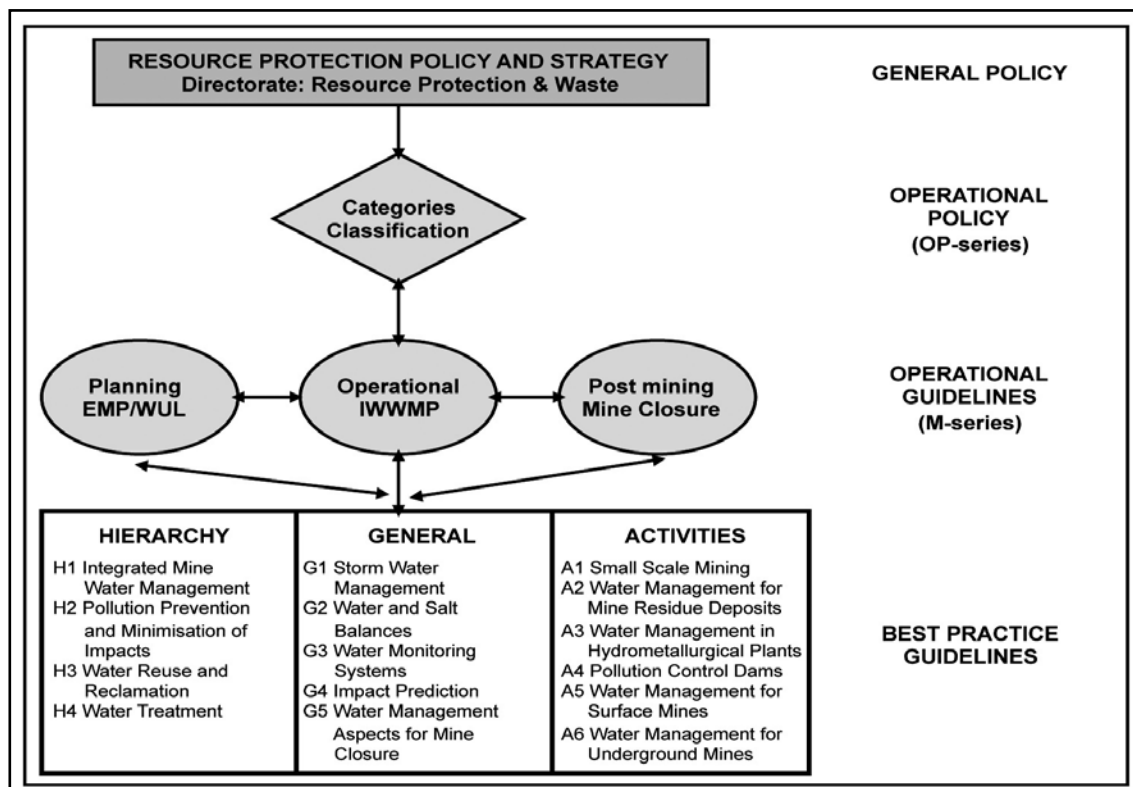 RESOURCE PROTECTION POLICY AND STRATEGY
Directorate: Resource Protection & Waste
GENERAL POLICY
Categories
Classification
OPERATIONAL
POLICY
(OP-series)
Planning
EMP/WUL
Operational
IWWMP
Post mining
Mine Closure
OPERATIONAL
GUIDELINES
(M-series)
HIERARCHY
H1 Integrated Mine
Water Management
H2 Pollution Prevention
and Minimisation of
Impacts
H3 Water Reuse and
Reclamation
H4 Water Treatment
GENERAL
G1 Storm Water
Management
G2 Water and Salt
Balances
G3 Water Monitoring
Systems
G4 Impact Prediction
G5 Water Management
Aspects for Mine
Closure
ACTIVITIES
A1 Small Scale Mining
A2 Water Management for
Mine Residue Deposits
A3 Water Management in
Hydrometallurgical Plants
A4 Pollution Control Dams
A5 Water Management for
Surface Mines
A6 Water Management for
Underground Mines
BEST PRACTICE
GUIDELINES